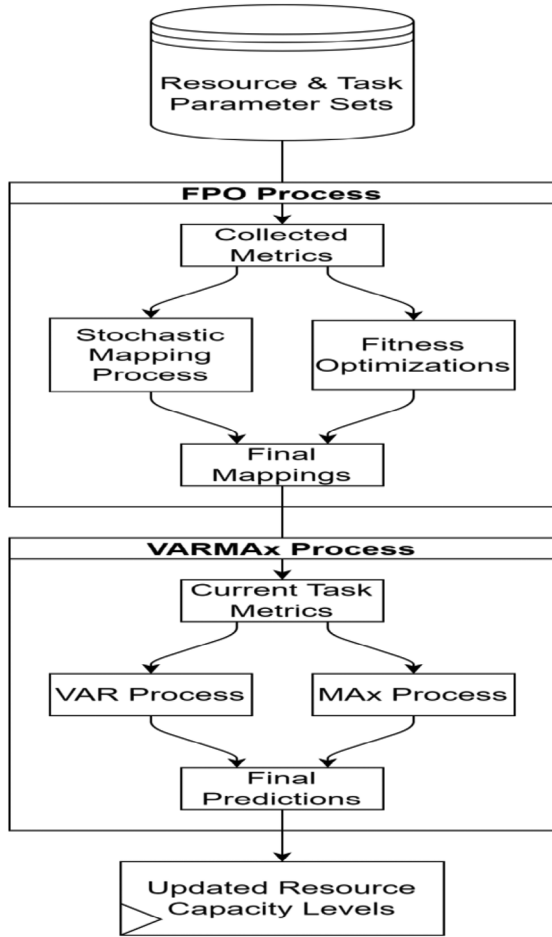 Resource & Task
Parameter Sets
FPO Process
Collected
Metrics
Stochastic
Mapping
Process
Fitness
Optimizations
Final
Mappings
VARMAx Process
Current Task
Metrics
VAR Process
MAx Process
Final
Predictions
Updated Resource
Capacity Levels